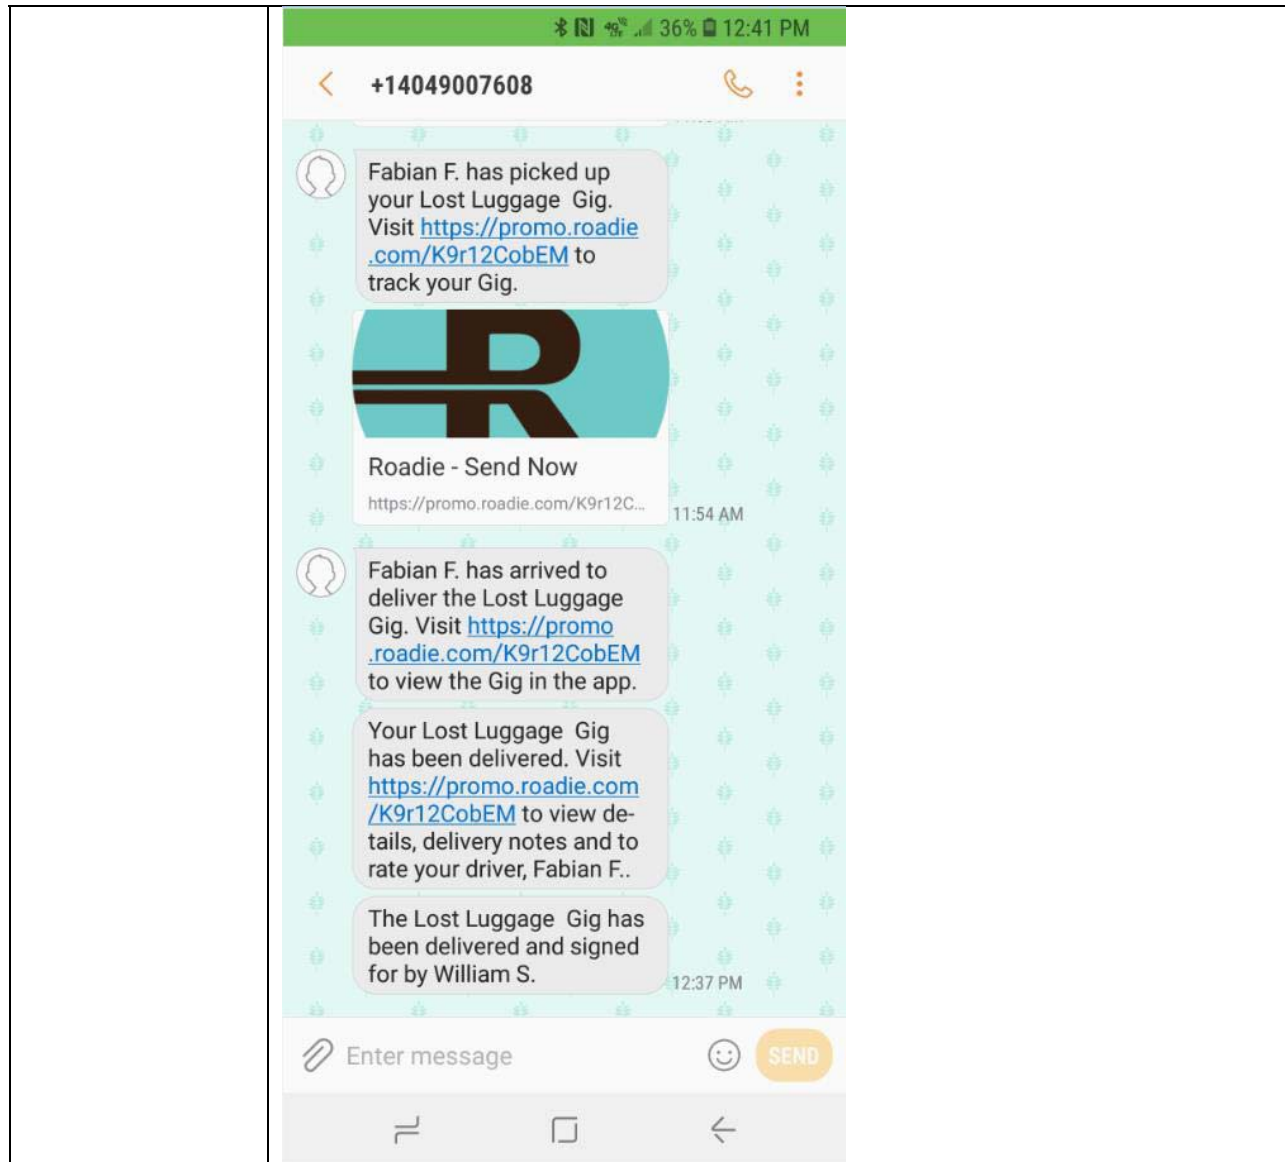 36% 12:41 PM
+14049007608
Fabian F. has picked up
your Lost Luggage  Gig.
Visit https://promo.roadie
.com/K9r12CobEM to
track your Gig.
R
Roadie - Send Now
https://promo.roadie.com/K9r12C...
11:54 AM
Fabian F. has arrived to
deliver the Lost Luggage
Gig. Visit https://promo
.roadie.com/K9r12CobEM
to view the Gig in the app.
Your Lost Luggage  Gig
has been delivered. Visit
https://promo.roadie.com
/K9r12CobEM to view de-
tails, delivery notes and to
rate your driver, Fabian F..
The Lost Luggage  Gig has
been delivered and signed
for by William S.
12:37 PM
Enter message
SEND